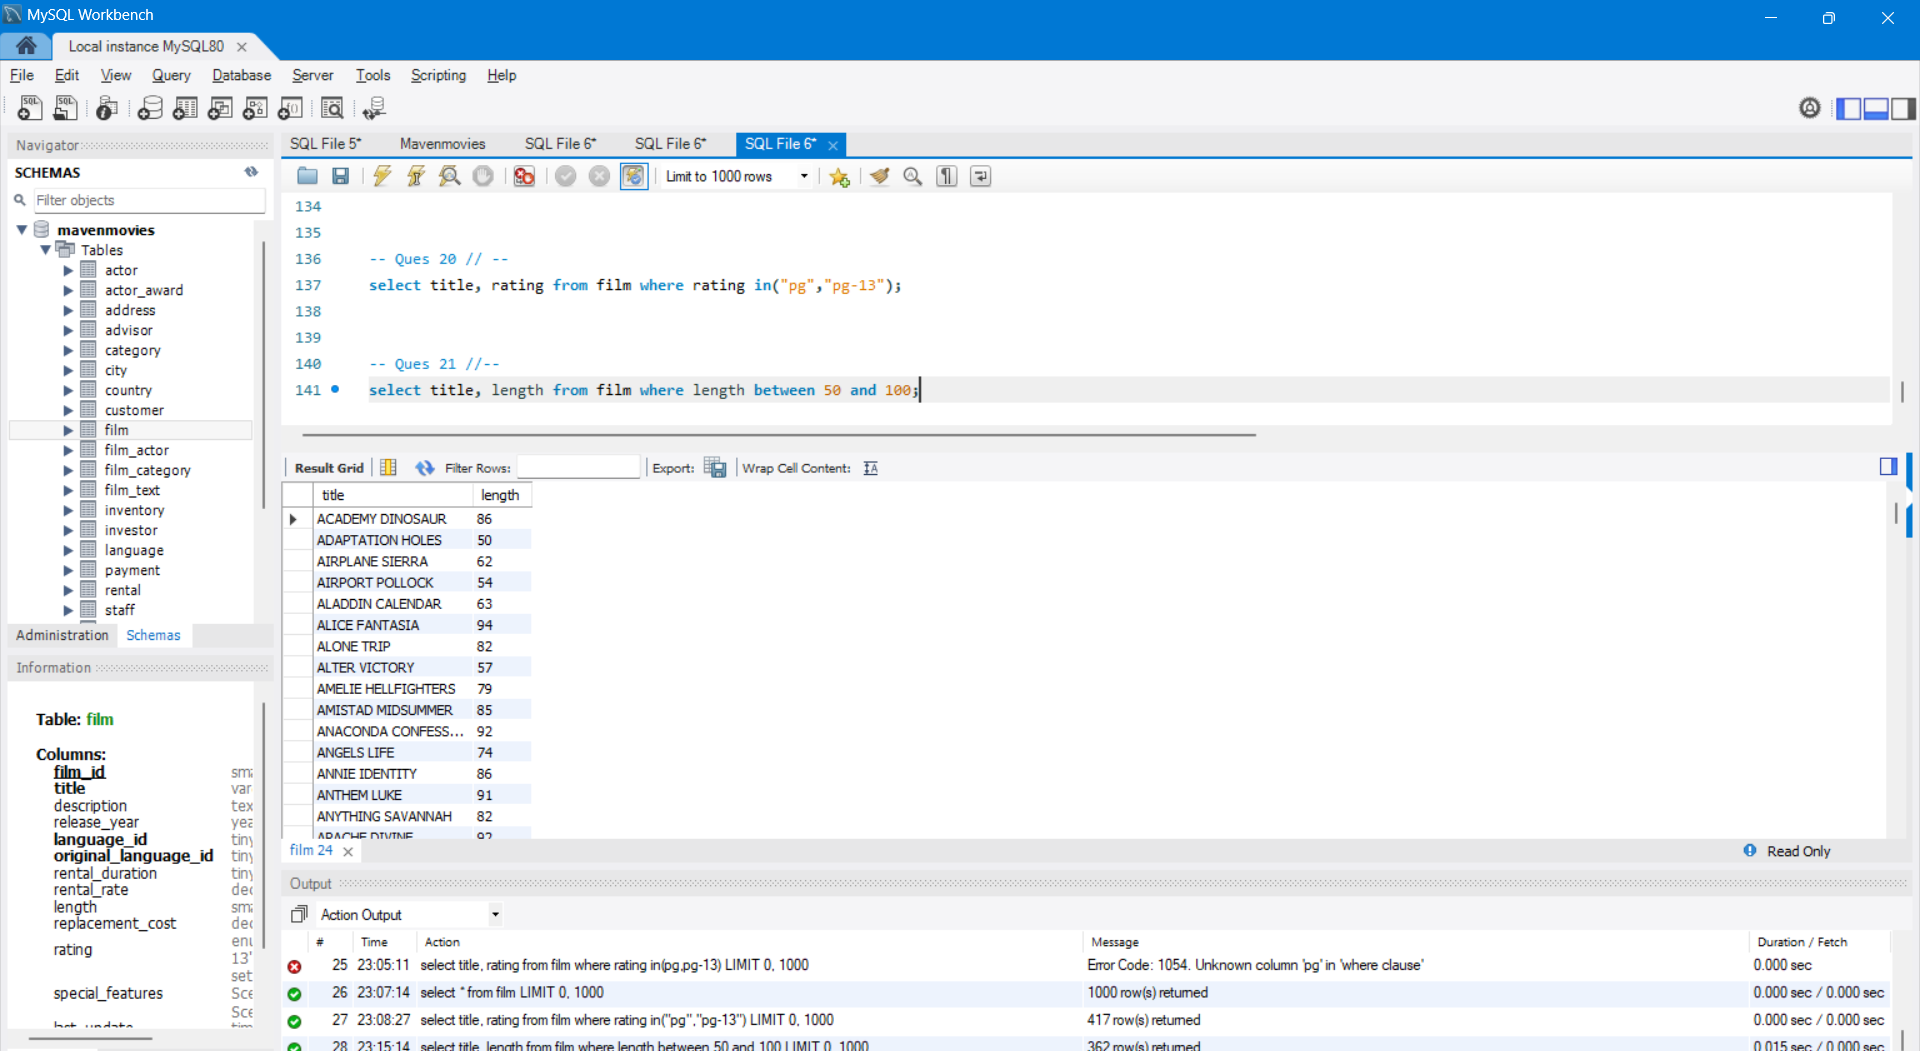 MySQL Workbench
Local instance MySQL80
File Edit View Query Database Server Tools Scripting Help
Navigator
SCHEMAS
Filter objects
mavenmovies
Tables
actor
actor_award
address
advisor
category
city
country
customer
film
film_actor
film_category
film_text
inventory
investor
language
payment
rental
staff
Administration Schemas
Information
Table: film
Columns:
film_id sma
title var
description tex
release_year yea
language_id tiny
original_language_id tiny
rental_duration tiny
rental_rate dec
length sma
replacement_cost dec
rating enu
13'
set
special_features Sce
Sce
last_update tim
SQL File 5* Mavenmovies SQL File 6* SQL File 6* SQL File 6*
Limit to 1000 rows
134
135
136 -- Ques 20 // --
137 select title, rating from film where rating in("pg","pg-13");
138
139
140 -- Ques 21 //--
141 select title, length from film where length between 50 and 100;
Result Grid Filter Rows: Export: Wrap Cell Content:
title length
ACADEMY DINOSAUR 86
ADAPTATION HOLES 50
AIRPLANE SIERRA 62
AIRPORT POLLOCK 54
ALADDIN CALENDAR 63
ALICE FANTASIA 94
ALONE TRIP 82
ALTER VICTORY 57
AMELIE HELLFIGHTERS 79
AMISTAD MIDSUMMER 85
ANACONDA CONFESS... 92
ANGELS LIFE 74
ANNIE IDENTITY 86
ANTHEM LUKE 91
ANYTHING SAVANNAH 82
APACHE DIVINE 92
film 24 Read Only
Output
Action Output
# Time Action Message Duration / Fetch
25 23:05:11 select title, rating from film where rating in(pg,pg-13) LIMIT 0, 1000 Error Code: 1054. Unknown column 'pg' in 'where clause' 0.000 sec
26 23:07:14 select * from film LIMIT 0, 1000 1000 row(s) returned 0.000 sec / 0.000 sec
27 23:08:27 select title, rating from film where rating in("pg","pg-13") LIMIT 0, 1000 417 row(s) returned 0.000 sec / 0.000 sec
28 23:15:14 select title, length from film where length between 50 and 100 LIMIT 0, 1000 362 row(s) returned 0.015 sec / 0.000 sec